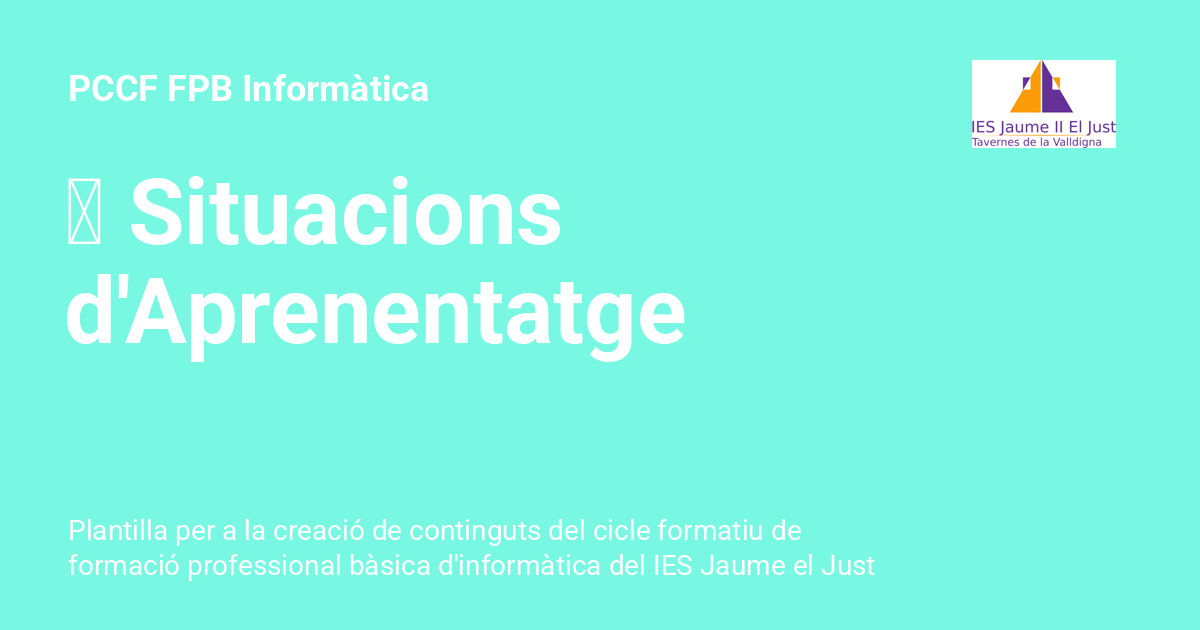 PCCF FPB Informàtica
IES Jaume II El Just
Tavernes de la Valldigna
Situacions
d'Aprenentatge
Plantilla per a la creació de continguts del cicle formatiu de
formació professional bàsica d'informàtica del IES Jaume el Just